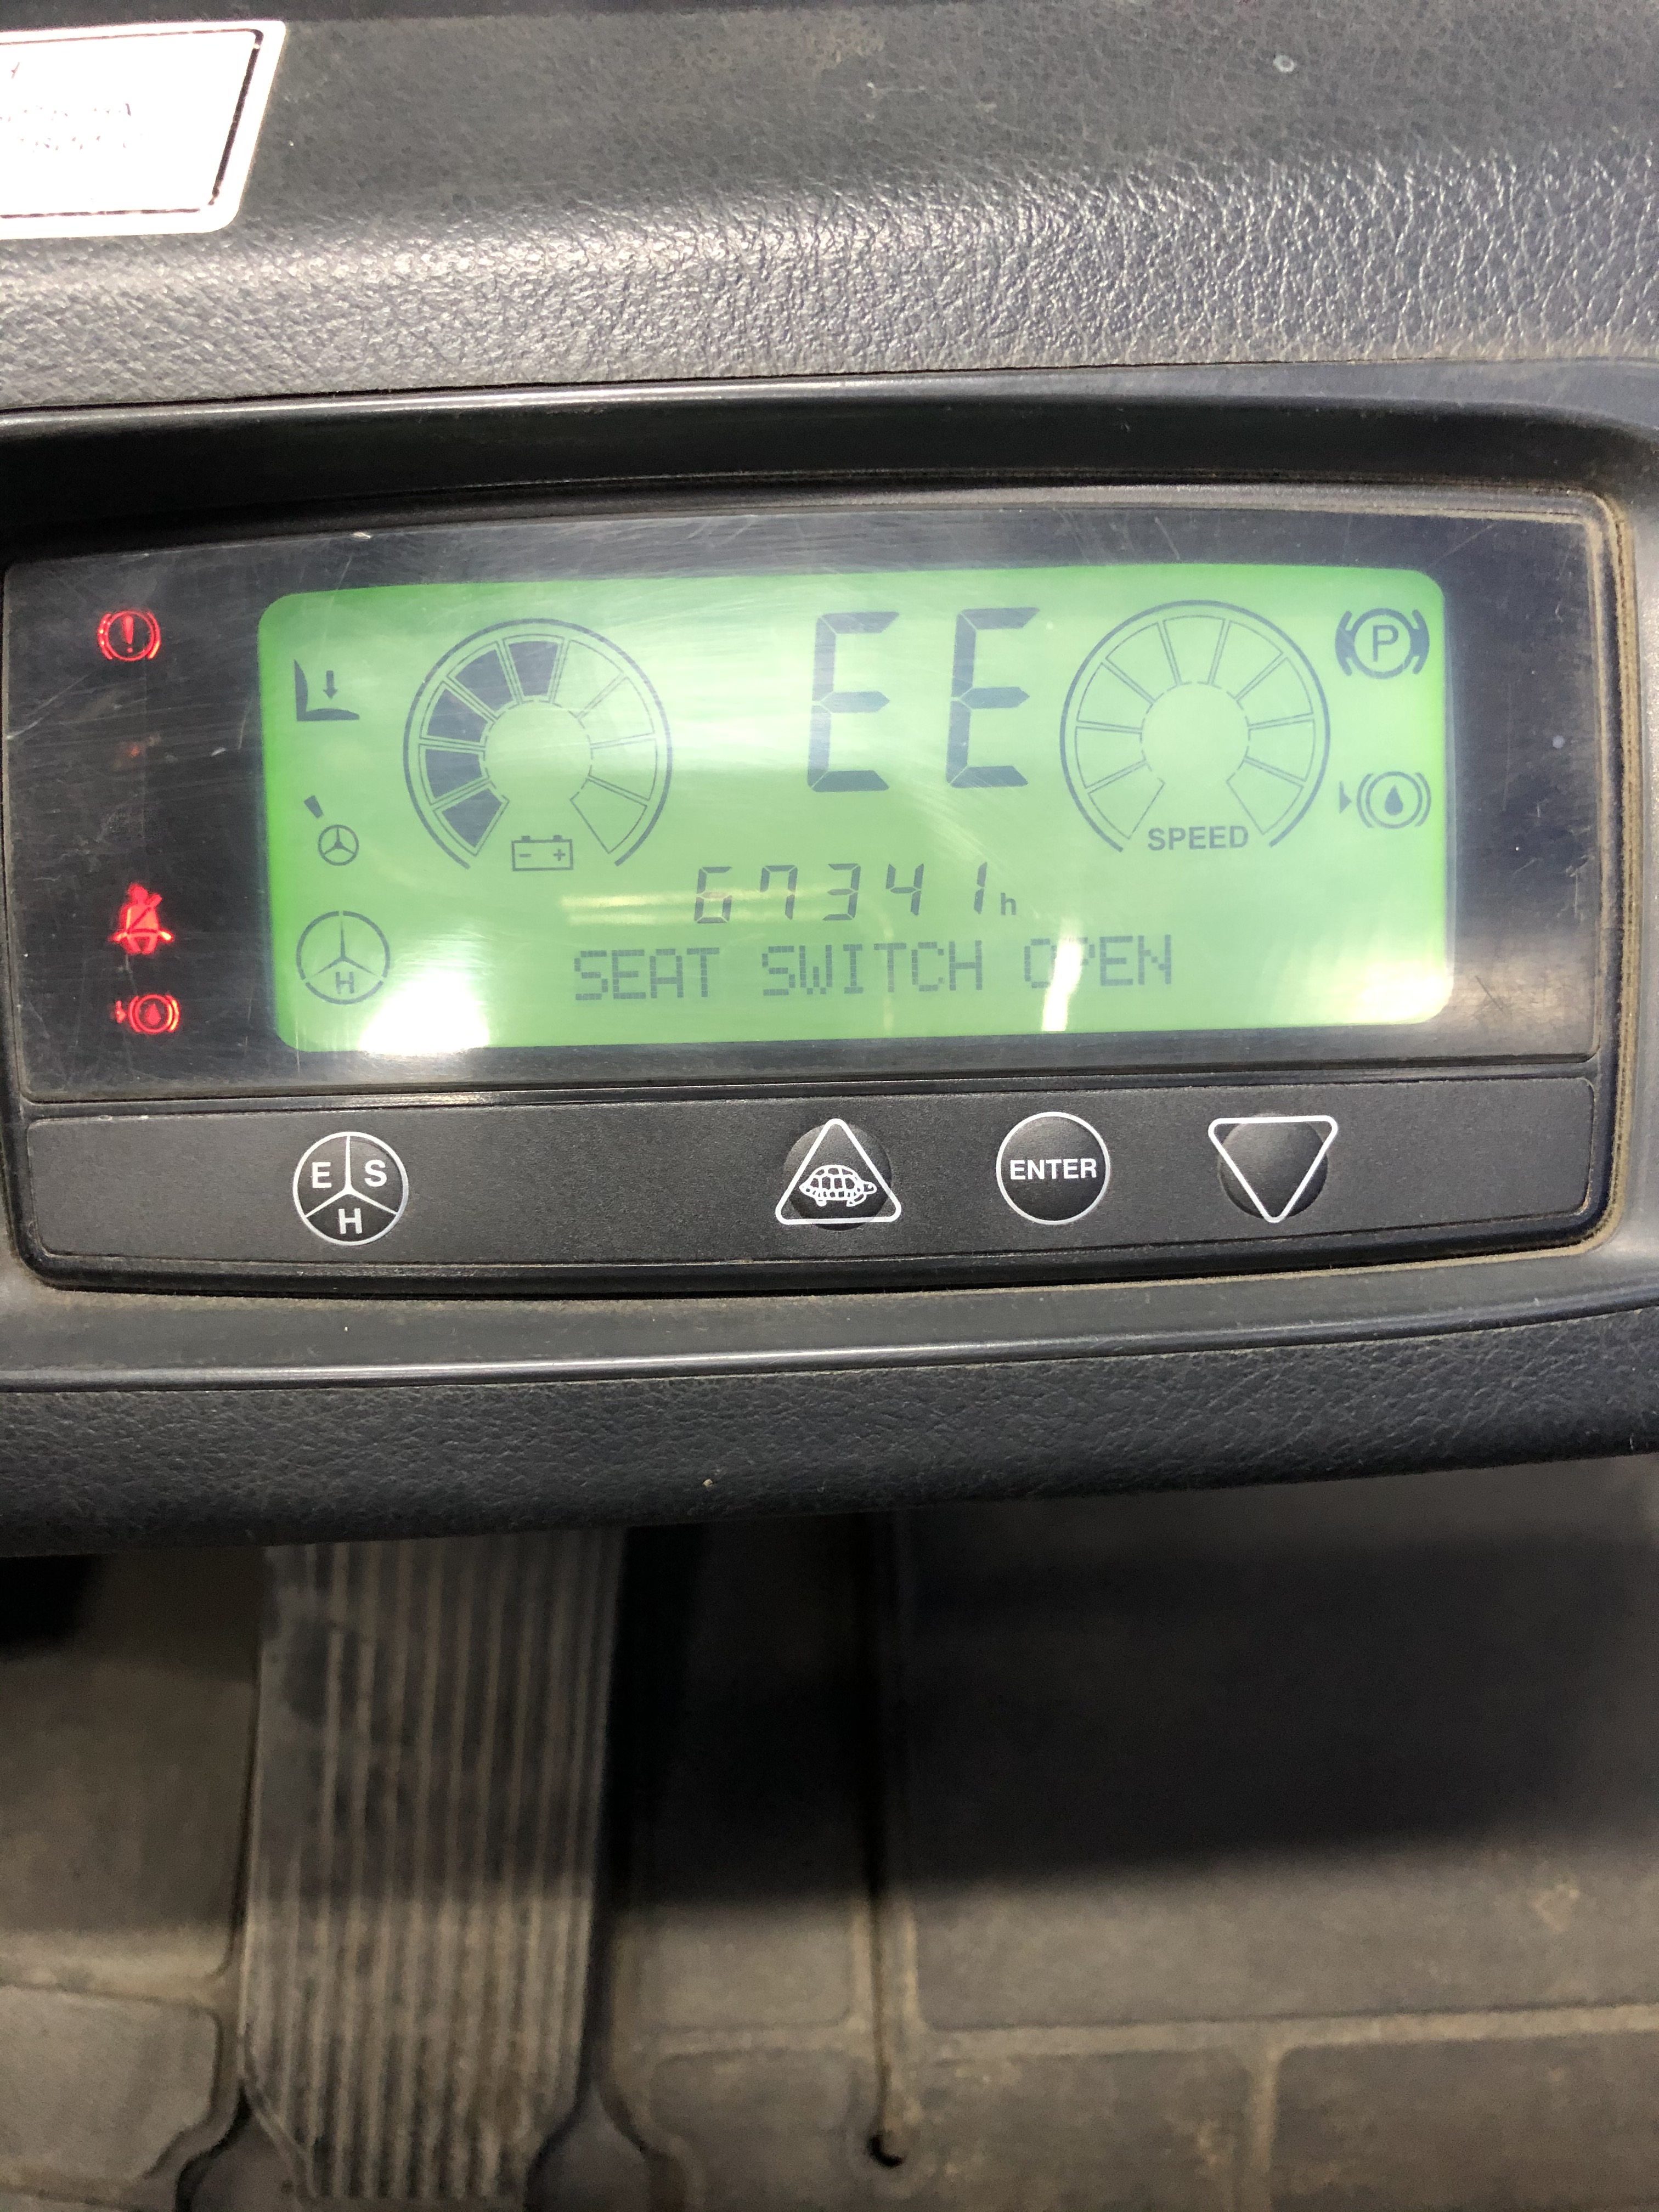 EE
P
- +
SPEED
67341h
SEAT SWITCH OPEN
H
E S
H
ENTER